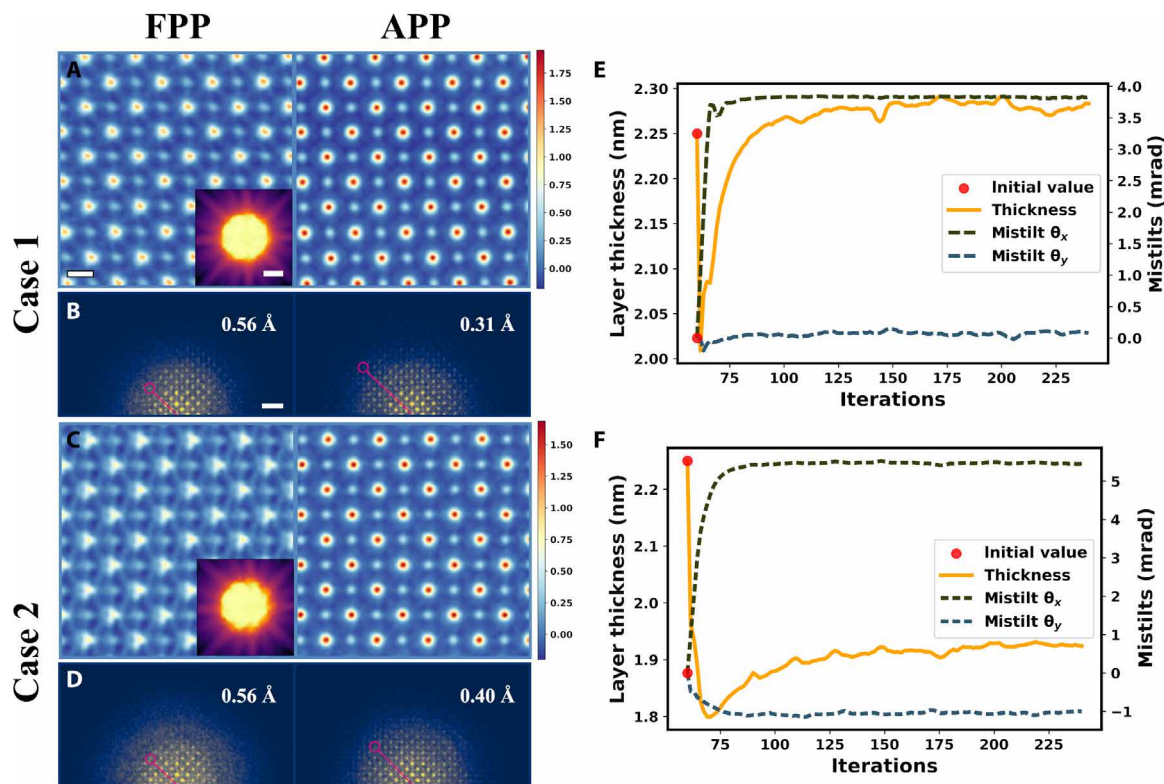 FPP
APP
Case 1
A
1.75
1.50
1.25
1.00
0.75
0.50
0.25
0.00
B
0.56 Å
0.31 Å
Case 2
C
1.50
1.25
1.00
0.75
0.50
0.25
0.00
D
0.56 Å
0.40 Å
E
Layer thickness (nm)
2.30
2.25
2.20
2.15
2.10
2.05
2.00
75
100
125
150
175
200
225
Iterations
4.0
3.5
3.0
2.5
2.0
1.5
1.0
0.5
0.0
Mistilts (mrad)
Initial value
Thickness
Mistilt θx
Mistilt θy
F
Layer thickness (nm)
2.2
2.1
2.0
1.9
1.8
75
100
125
150
175
200
225
Iterations
5
4
3
2
1
0
−1
Mistilts (mrad)
Initial value
Thickness
Mistilt θx
Mistilt θy